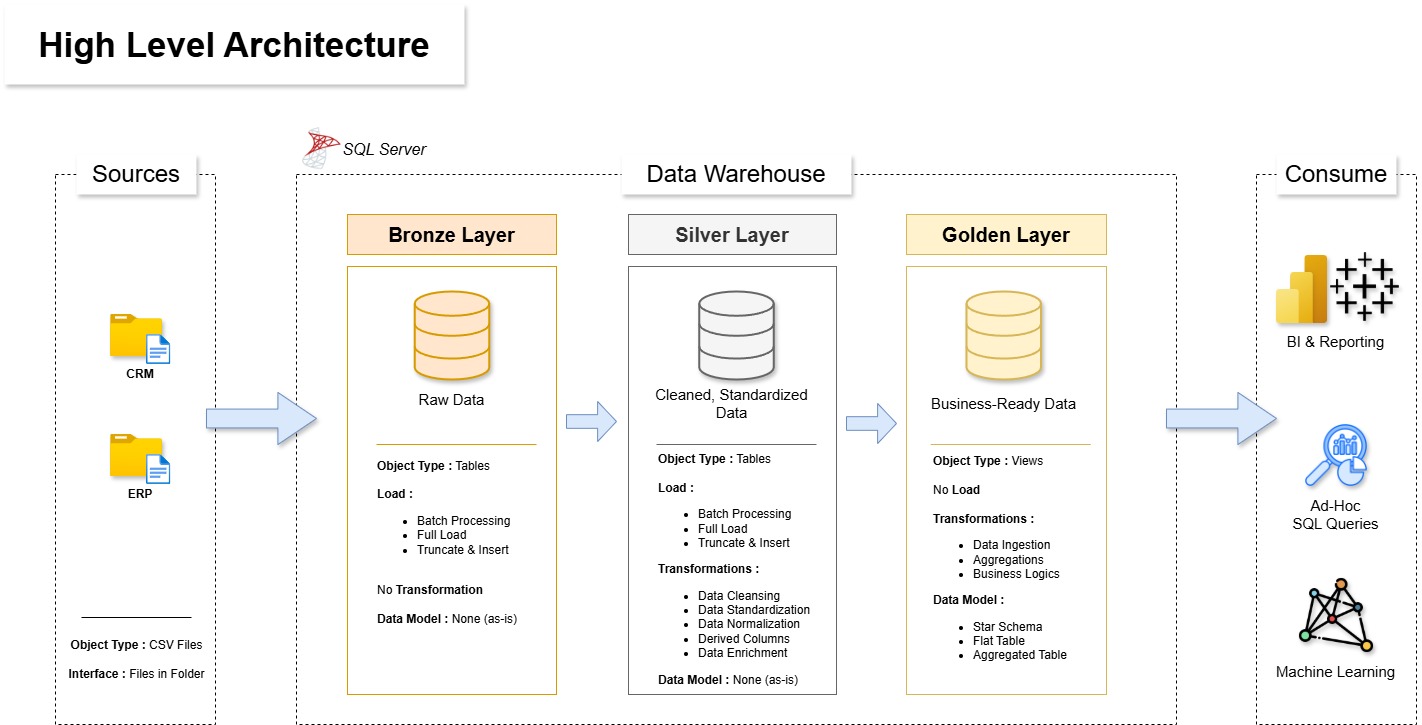 High Level Architecture
SQL Server
Sources
Data Warehouse
Consume
CRM
ERP
Object Type : CSV Files
Interface : Files in Folder
Bronze Layer
Raw Data
Object Type : Tables
Load :
• Batch Processing
• Full Load
• Truncate & Insert
No Transformation
Data Model : None (as-is)
Silver Layer
Cleaned, Standardized
Data
Object Type : Tables
Load :
• Batch Processing
• Full Load
• Truncate & Insert
Transformations :
• Data Cleansing
• Data Standardization
• Data Normalization
• Derived Columns
• Data Enrichment
Data Model : None (as-is)
Golden Layer
Business-Ready Data
Object Type : Views
No Load
Transformations :
• Data Ingestion
• Aggregations
• Business Logics
Data Model :
• Star Schema
• Flat Table
• Aggregated Table
BI & Reporting
Ad-Hoc
SQL Queries
Machine Learning